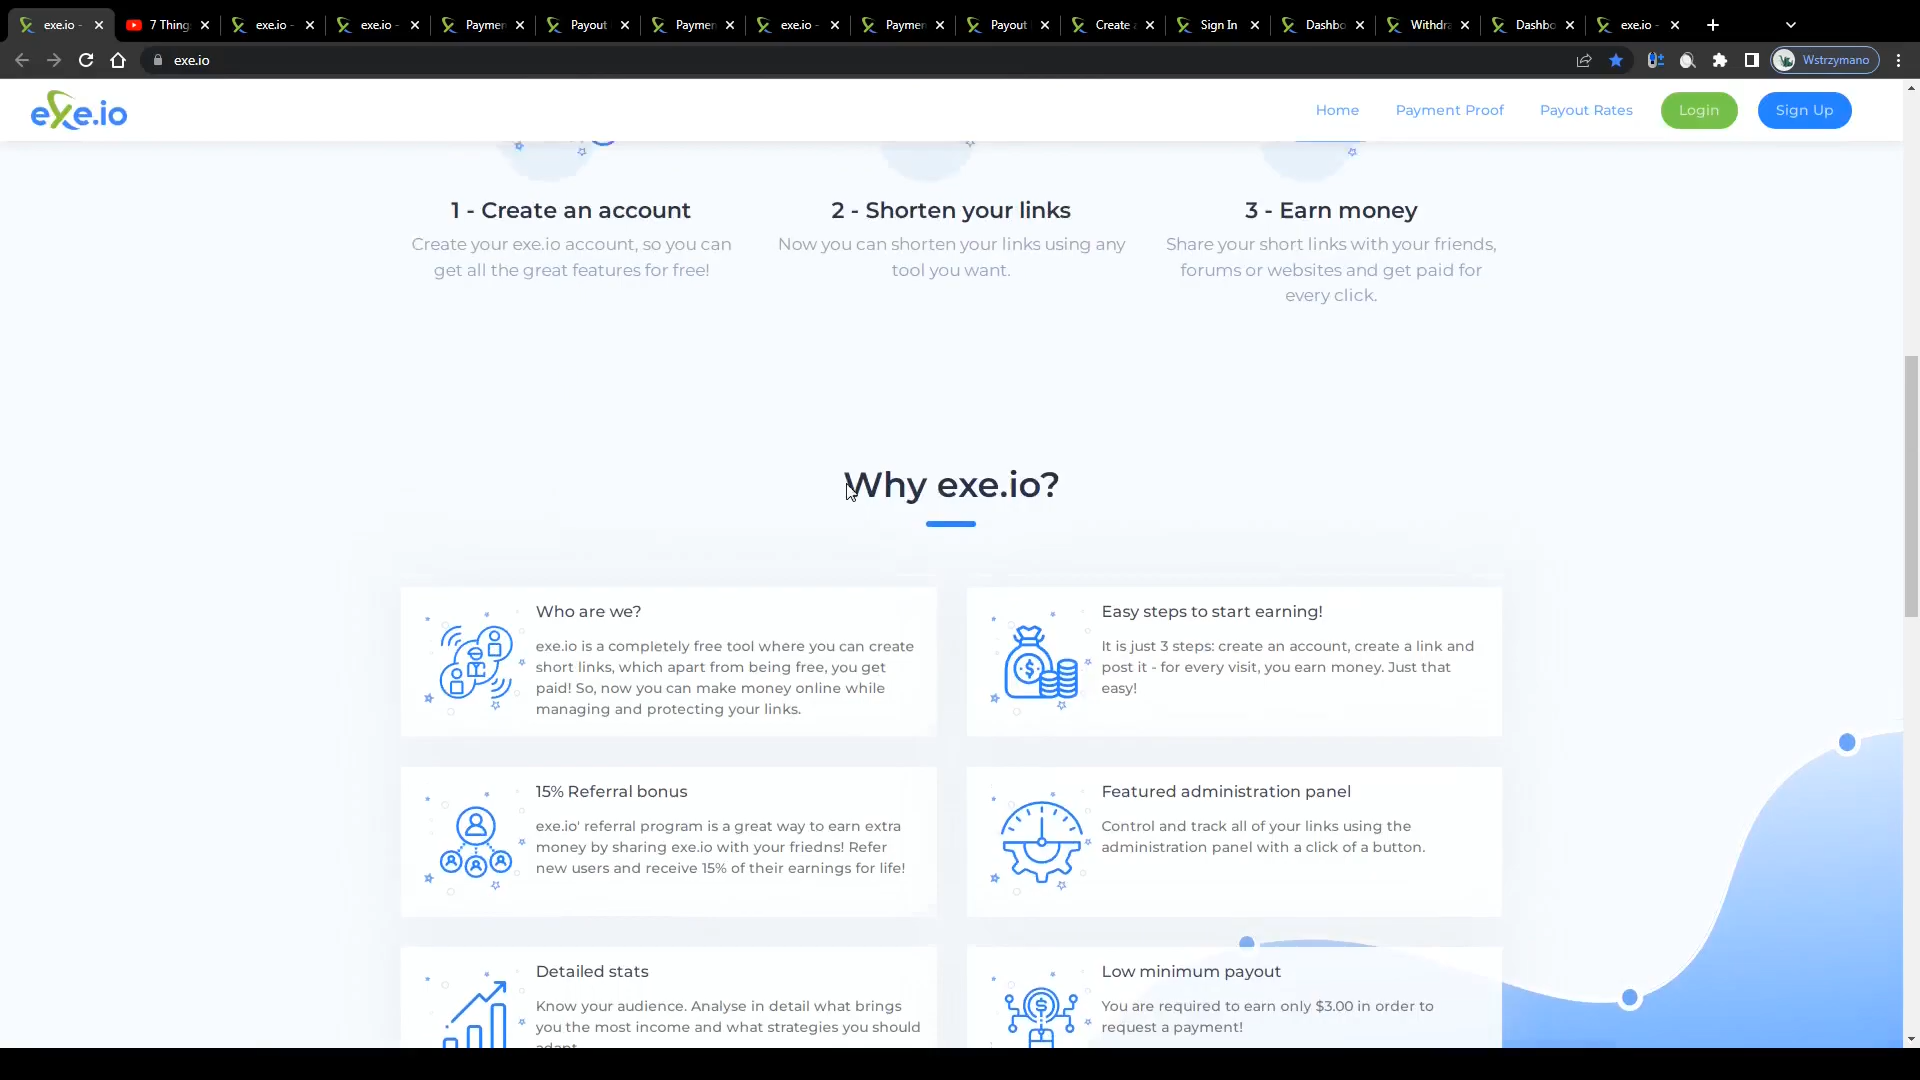 exe.io -
7 Thing
exe.io -
exe.io -
Paymen
Payout
Paymen
exe.io -
Paymen
Payout
Create
Sign In
Dashbo
Withdra
Dashbo
exe.io -
exe.io
Wstrzymano
exe.io
Home
Payment Proof
Payout Rates
Login
Sign Up
1 - Create an account
Create your exe.io account, so you can
get all the great features for free!
2 - Shorten your links
Now you can shorten your links using any
tool you want.
3 - Earn money
Share your short links with your friends,
forums or websites and get paid for
every click.
Why exe.io?
Who are we?
exe.io is a completely free tool where you can create
short links, which apart from being free, you get
paid! So, now you can make money online while
managing and protecting your links.
Easy steps to start earning!
It is just 3 steps: create an account, create a link and
post it - for every visit, you earn money. Just that
easy!
15% Referral bonus
exe.io' referral program is a great way to earn extra
money by sharing exe.io with your friedns! Refer
new users and receive 15% of their earnings for life!
Featured administration panel
Control and track all of your links using the
administration panel with a click of a button.
Detailed stats
Know your audience. Analyse in detail what brings
you the most income and what strategies you should
Low minimum payout
You are required to earn only $3.00 in order to
request a payment!